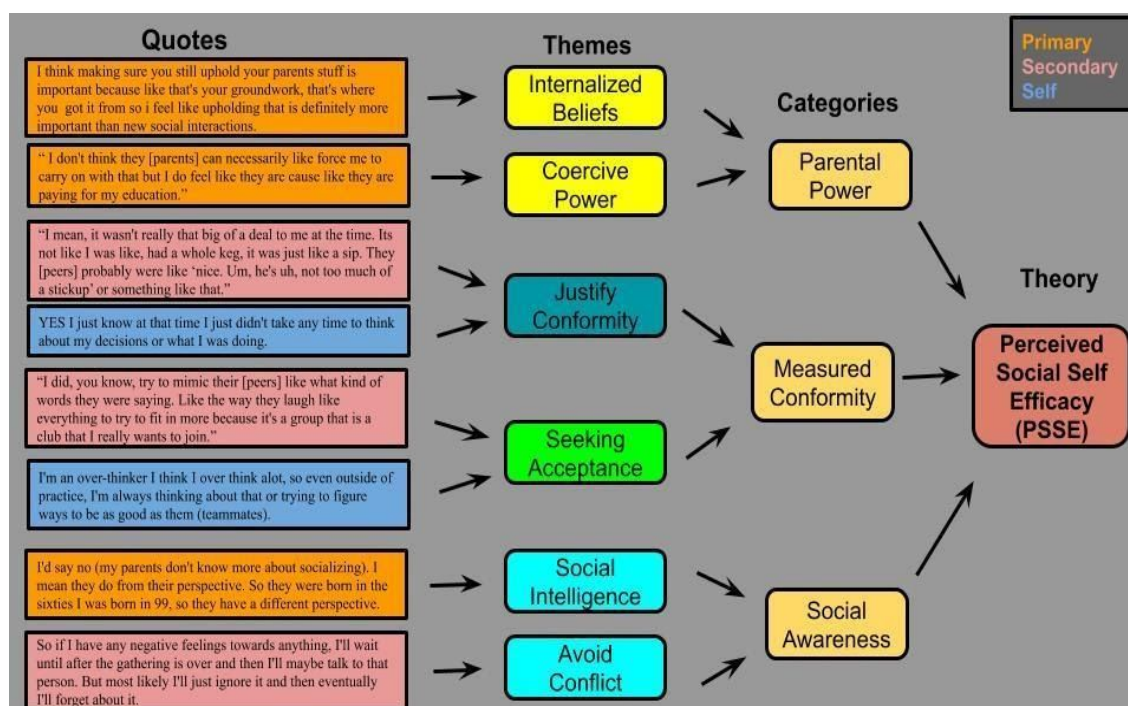 Quotes
Themes
Categories
Theory
Primary
Secondary
Self
I think making sure you still uphold your parents stuff is
important because like that's your groundwork, that's where
you got it from so i feel like upholding that is definitely more
important than new social interactions.
“ I don't think they [parents] can necessarily like force me to
carry on with that but I do feel like they are cause like they are
paying for my education.”
“I mean, it wasn't really that big of a deal to me at the time. Its
not like I was like, had a whole keg, it was just like a sip. They
[peers] probably were like ‘nice. Um, he's uh, not too much of
a stickup’ or something like that.”
YES I just know at that time I just didn't take any time to think
about my decisions or what I was doing.
“I did, you know, try to mimic their [peers] like what kind of
words they were saying. Like the way they laugh like
everything to try to fit in more because it's a group that is a
club that I really wants to join.”
I'm an over-thinker I think I over think alot, so even outside of
practice, I'm always thinking about that or trying to figure
ways to be as good as them (teammates).
I'd say no (my parents don't know more about socializing). I
mean they do from their perspective. So they were born in the
sixties I was born in 99, so they have a different perspective.
So if I have any negative feelings towards anything, I'll wait
until after the gathering is over and then I'll maybe talk to that
person. But most likely I'll just ignore it and then eventually
I'll forget about it.
Internalized
Beliefs
Coercive
Power
Justify
Conformity
Seeking
Acceptance
Social
Intelligence
Avoid
Conflict
Parental
Power
Measured
Conformity
Social
Awareness
Perceived
Social Self
Efficacy
(PSSE)